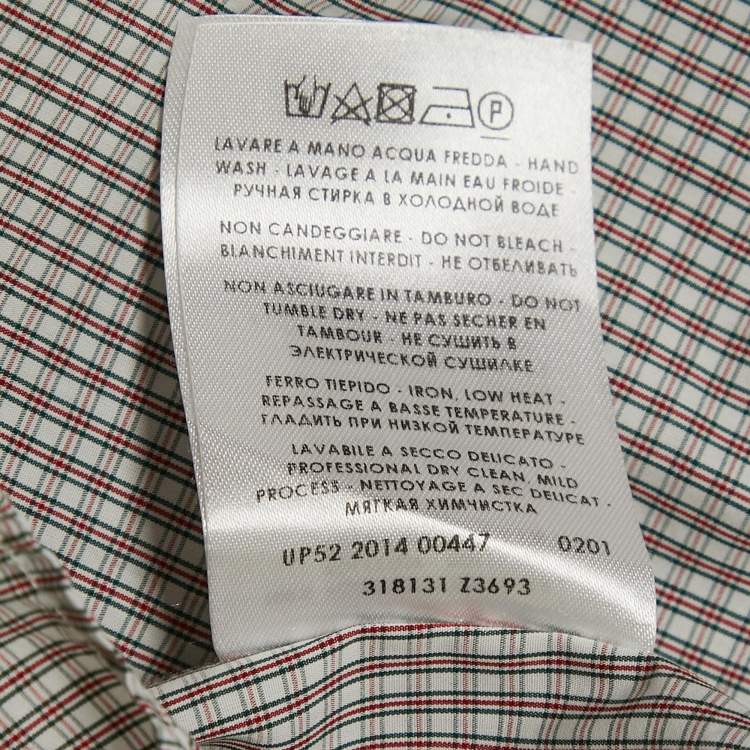 P
LAVARE A MANO ACQUA FREDDA - HAND
WASH - LAVAGE A LA MAIN EAU FROIDE -
РУЧНАЯ СТИРКА В ХОЛОДНОЙ ВОДЕ
NON CANDEGGIARE - DO NOT BLEACH -
BLANCHIMENT INTERDIT - НЕ ОТБЕЛИВАТЬ
NON ASCIUGARE IN TAMBURO - DO NOT
TUMBLE DRY - NE PAS SECHER EN
TAMBOUR - НЕ СУШИТЬ В
ЭЛЕКТРИЧЕСКОЙ СУШИЛКЕ
FERRO TIEPIDO - IRON, LOW HEAT -
REPASSAGE A BASSE TEMPERATURE -
ГЛАДИТЬ ПРИ НИЗКОЙ ТЕМПЕРАТУРЕ
LAVABILE A SECCO DELICATO -
PROFESSIONAL DRY CLEAN, MILD
PROCESS - NETTOYAGE A SEC DELICAT -
МЯГКАЯ ХИМЧИСТКА
UP52 2014 00447 0201
318131 Z3693